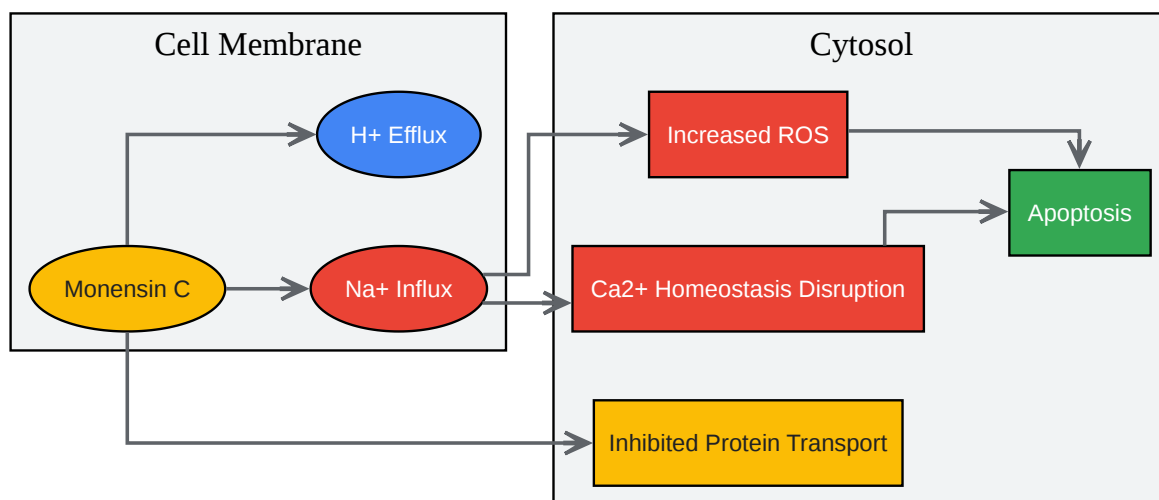 Cell Membrane
H+ Efflux
Monensin C
Na+ Influx
Cytosol
Increased ROS
Apoptosis
Ca2+ Homeostasis Disruption
Inhibited Protein Transport